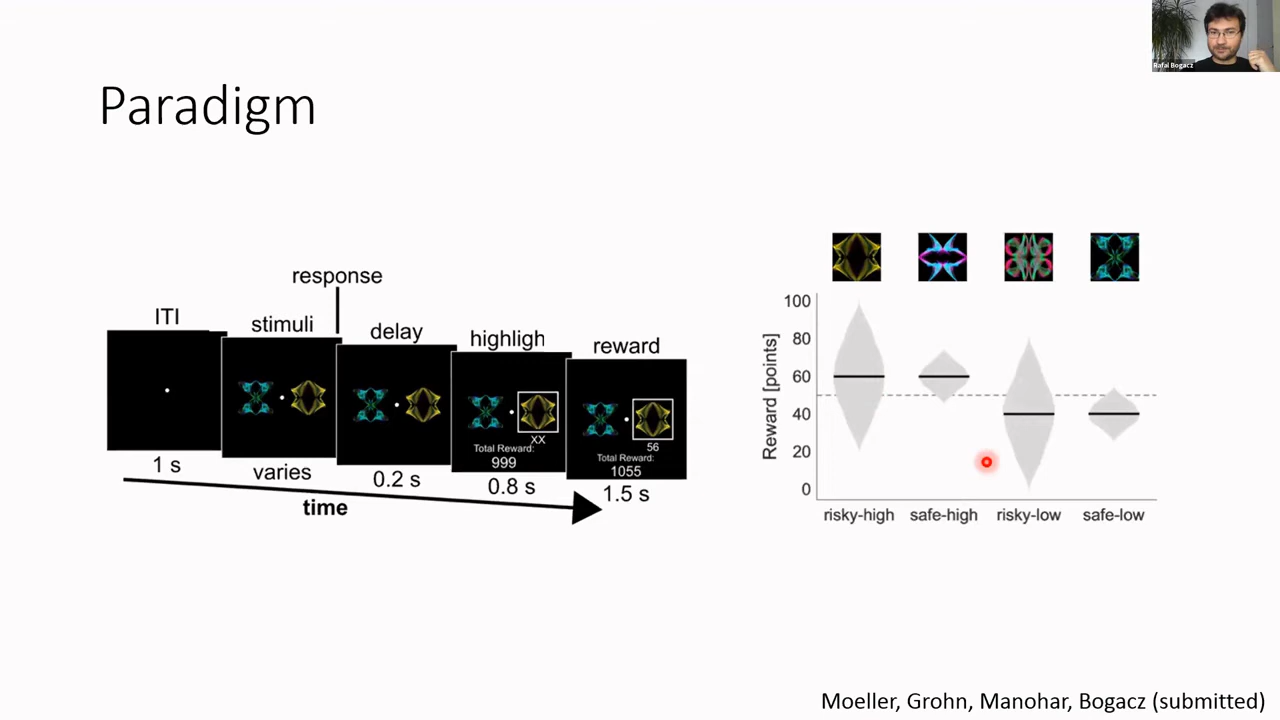 Rafal Bogacz
Paradigm
response
ITI
stimuli
delay
highligh
reward
XX
Total Reward:
999
56
Total Reward:
1055
1 s
varies
0.2 s
0.8 s
1.5 s
time
Reward [points]
100
80
60
40
20
0
risky-high
safe-high
risky-low
safe-low
Moeller, Grohn, Manohar, Bogacz (submitted)